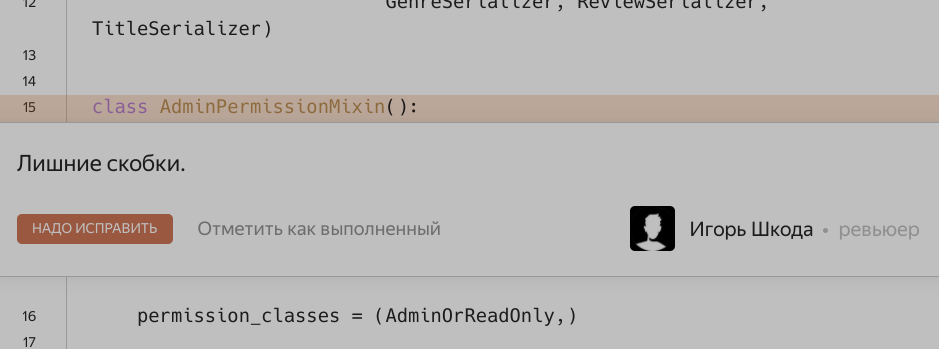 12 GenreSerializer, ReviewSerializer,
TitleSerializer)
13
14
15 class AdminPermissionMixin():
Лишние скобки.
НАДО ИСПРАВИТЬ Отметить как выполненный Игорь Шкода • ревьюер
16 permission_classes = (AdminOrReadOnly,)
17